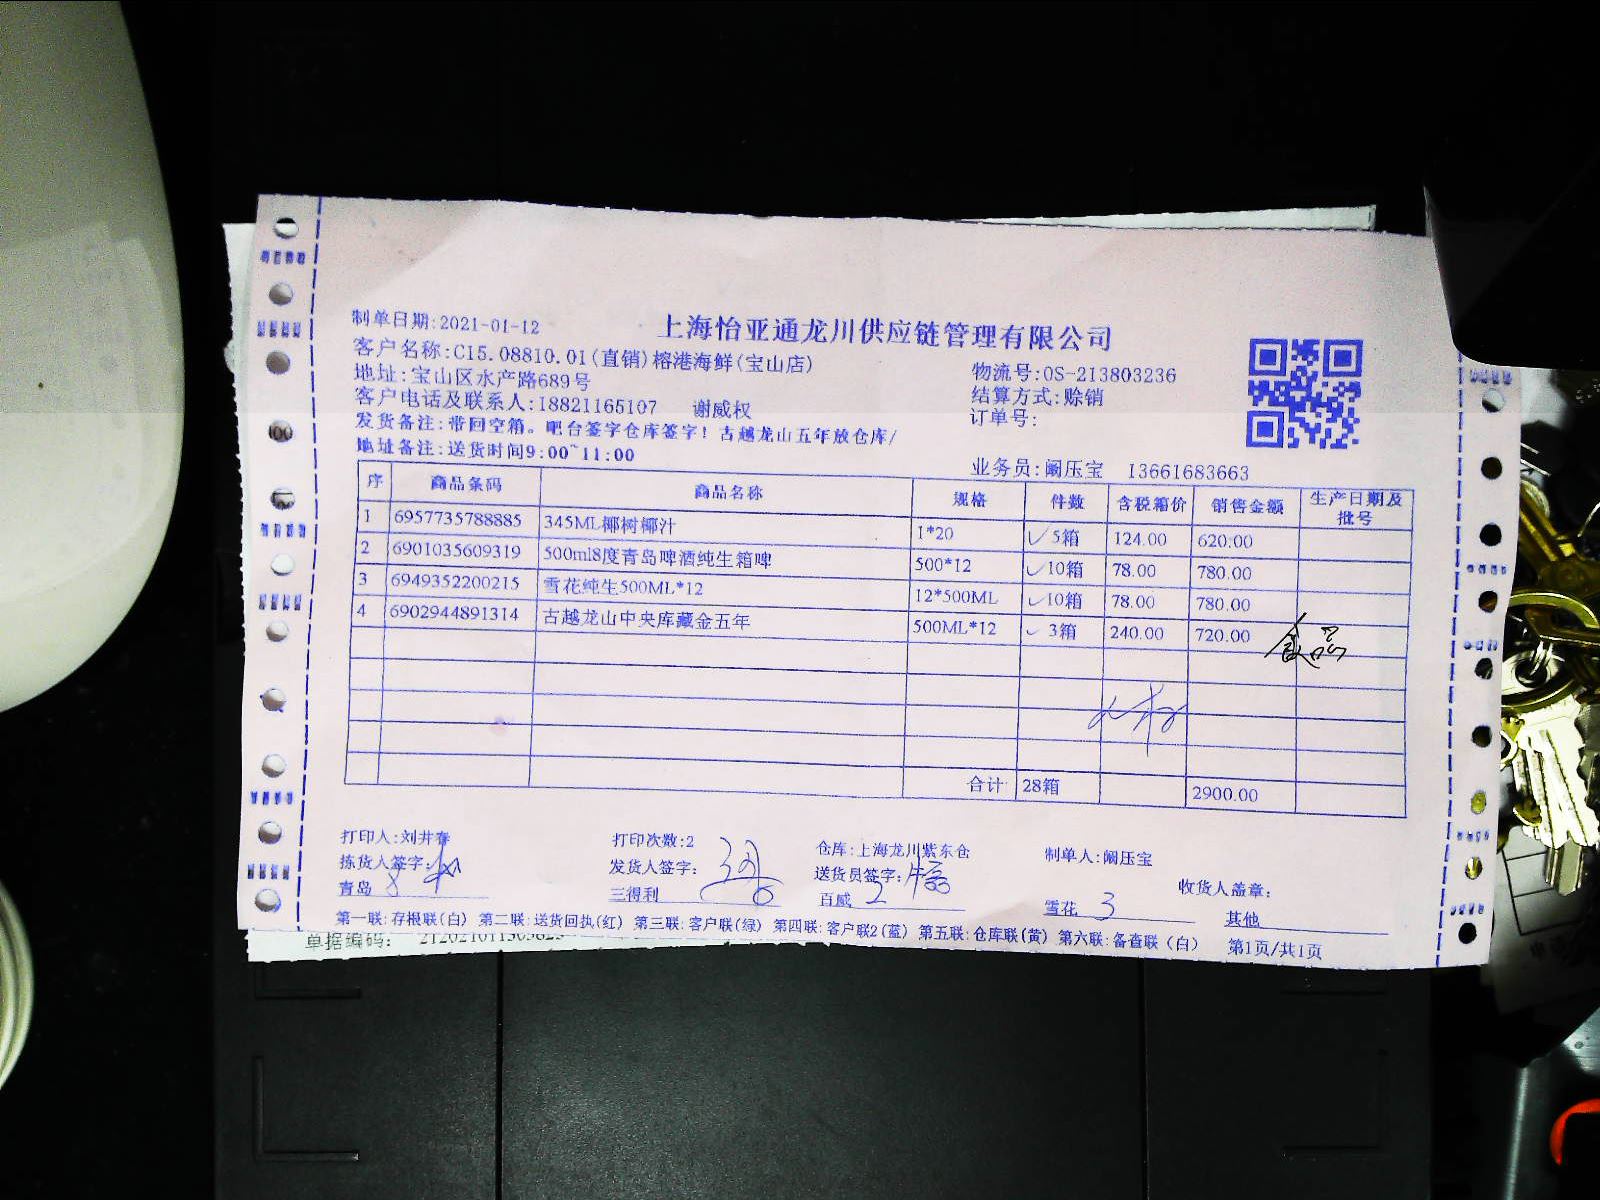 上海怡亚通龙川供应链管理有限公司
制单日期:2021-01-12
客户名称:C15.08810.01(直销)榕港海鲜(宝山店)
物流号:OS-213803236
地址:宝山区水产路689号
结算方式:赊销
客户电话及联系人:18821165107 谢威权
订单号:
发货备注:带回空箱。吧台签字仓库签字!古越龙山五年放仓库/
地址备注:送货时间9:00~11:00
业务员:阚压宝 13661683663
序 商品条码 商品名称 规格 件数 含税箱价 销售金额 生产日期及批号
1 6957735788885 345ML椰树椰汁 1*20 5箱 124.00 620.00
2 6901035609319 500ml8度青岛啤酒纯生箱啤 500*12 10箱 78.00 780.00
3 6949352200215 雪花纯生500ML*12 12*500ML 10箱 78.00 780.00
4 6902944891314 古越龙山中央库藏金五年 500ML*12 3箱 240.00 720.00
食品
合计 28箱 2900.00
打印人:刘井春 打印次数:2 仓库:上海龙川紫东仓 制单人:阚压宝
拣货人签字: 发货人签字: 送货员签字: 收货人盖章:
青岛 8 三得利 6 百威 2 雪花 3 其他
第一联:存根联(白) 第二联:送货回执(红) 第三联:客户联(绿) 第四联:客户联2(蓝) 第五联:仓库联(黄) 第六联:备查联(白) 第1页/共1页
单据编码: